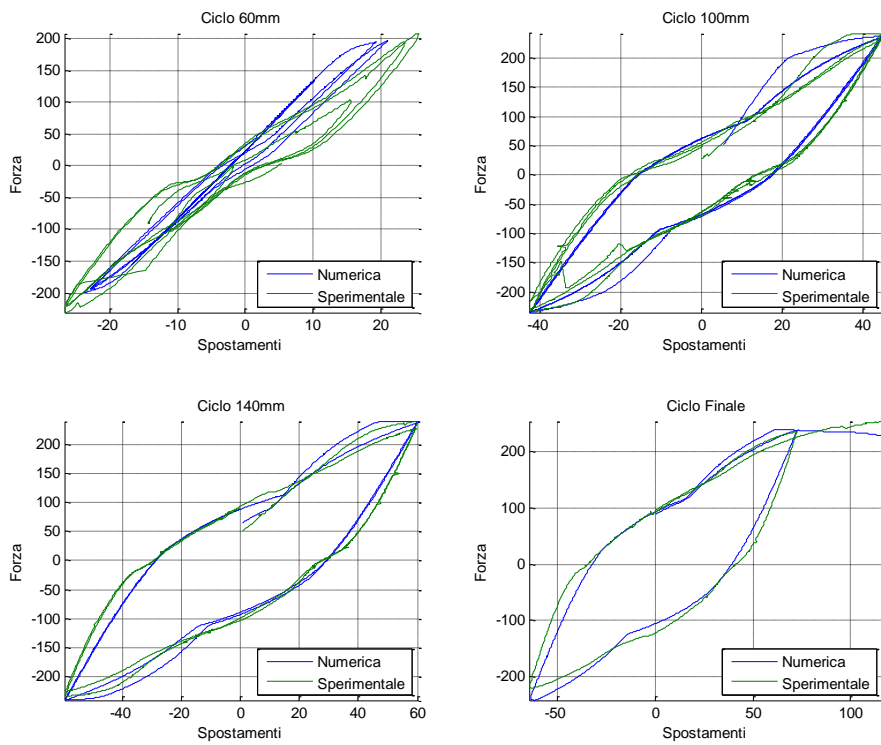 Ciclo 60mm
200
150
100
50
0
-50
-100
-150
-200
Forza
-20
-10
0
10
20
Spostamenti
Numerica
Sperimentale
Ciclo 100mm
200
150
100
50
0
-50
-100
-150
-200
Forza
-40
-20
0
20
40
Spostamenti
Numerica
Sperimentale
Ciclo 140mm
200
150
100
50
0
-50
-100
-150
-200
Forza
-40
-20
0
20
40
60
Spostamenti
Numerica
Sperimentale
Ciclo Finale
200
100
0
-100
-200
Forza
-50
0
50
100
Spostamenti
Numerica
Sperimentale